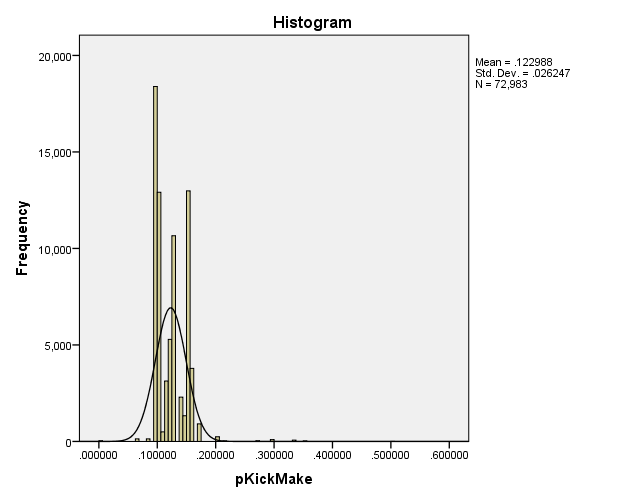 Histogram
Mean = .122988
Std. Dev. = .026247
N = 72,983
20,000
15,000
10,000
5,000
0
Frequency
.000000 .100000 .200000 .300000 .400000 .500000 .600000
pKickMake